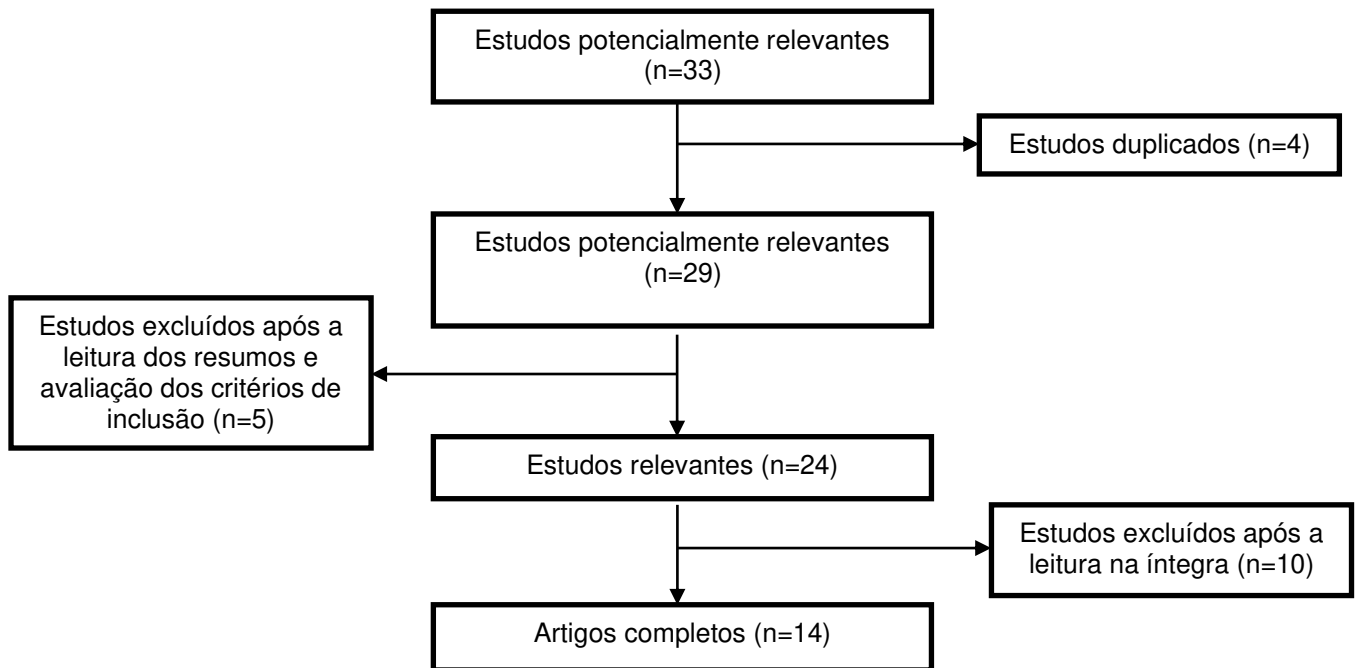 Estudos potencialmente relevantes
(n=33)
Estudos duplicados (n=4)
Estudos potencialmente relevantes
(n=29)
Estudos excluídos após a
leitura dos resumos e
avaliação dos critérios de
inclusão (n=5)
Estudos relevantes (n=24)
Estudos excluídos após a
leitura na íntegra (n=10)
Artigos completos (n=14)